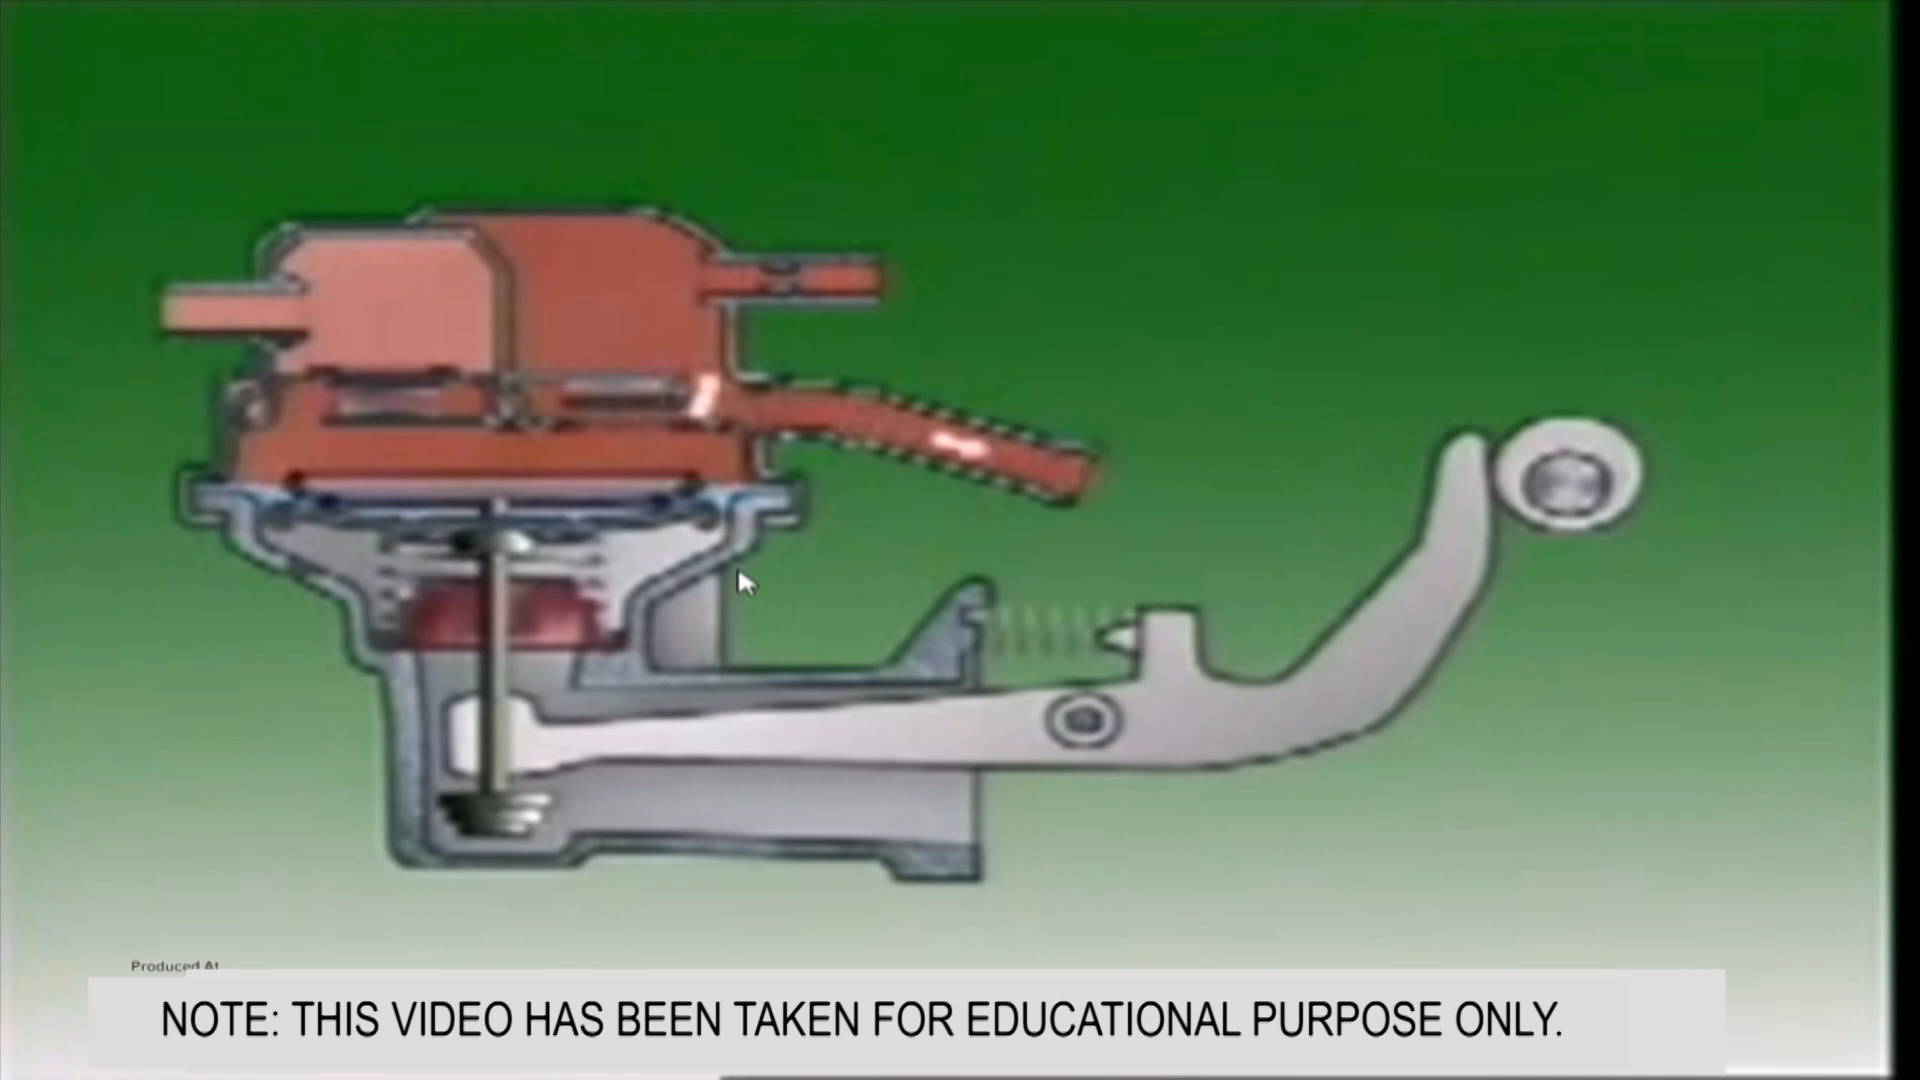 Produced At
NOTE: THIS VIDEO HAS BEEN TAKEN FOR EDUCATIONAL PURPOSE ONLY.